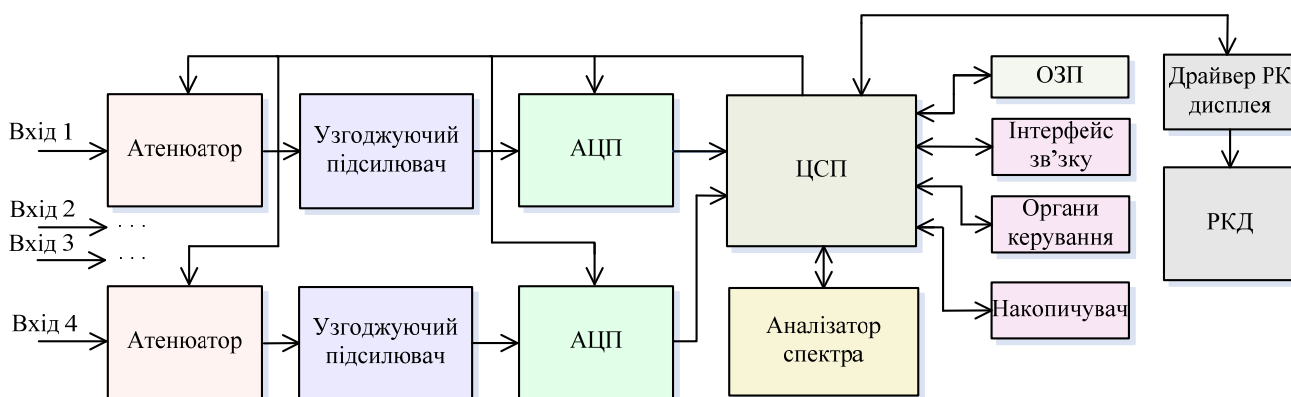 Вхід 1
Вхід 2
. . .
Вхід 3
. . .
Вхід 4
Атенюатор
Узгоджуючий
підсилювач
АЦП
Атенюатор
Узгоджуючий
підсилювач
АЦП
ЦСП
Аналізатор
спектра
ОЗП
Інтерфейс
зв’зку
Органи
керування
Накопичувач
Драйвер РК
дисплея
РКД